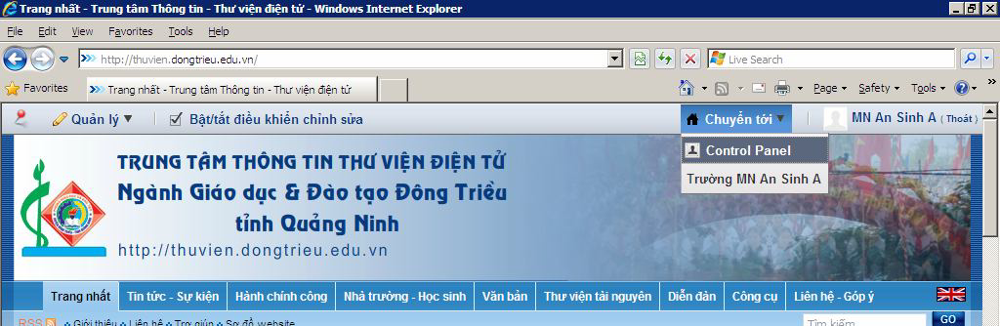 Trang nhất - Trung tâm Thông tin - Thư viện điện tử - Windows Internet Explorer
File Edit View Favorites Tools Help
http://thuvien.dongtrieu.edu.vn/ Live Search
Favorites Trang nhất - Trung tâm Thông tin - Thư viện điện tử Page Safety Tools
Quản lý Bật/tắt điều khiển chỉnh sửa Chuyển tới MN An Sinh A ( Thoát )
Control Panel
Trường MN An Sinh A
TRUNG TÂM THÔNG TIN THƯ VIỆN ĐIỆN TỬ
Ngành Giáo dục & Đào tạo Đông Triều
tỉnh Quảng Ninh
http://thuvien.dongtrieu.edu.vn
Trang nhất Tin tức - Sự kiện Hành chính công Nhà trường - Học sinh Văn bản Thư viện tài nguyên Diễn đàn Công cụ Liên hệ - Góp ý
RSS Giới thiệu Liên hệ Trợ giúp Sơ đồ website Tìm kiếm GO